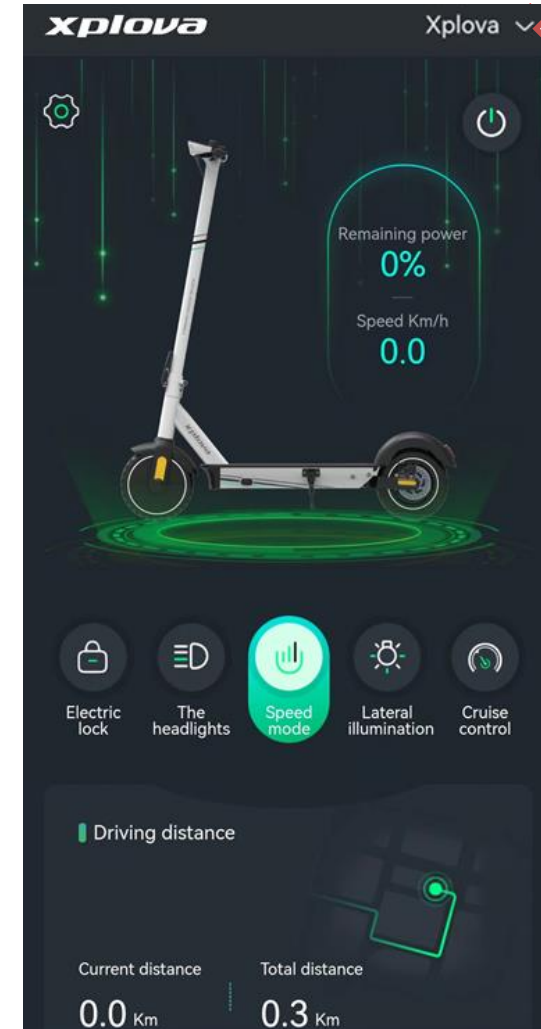 xplova
Xplova
Remaining power
0%
Speed Km/h
0.0
xplova
Electric
lock
The
headlights
Speed
mode
Lateral
illumination
Cruise
control
Driving distance
Current distance
Total distance
0.0 Km
0.3 Km